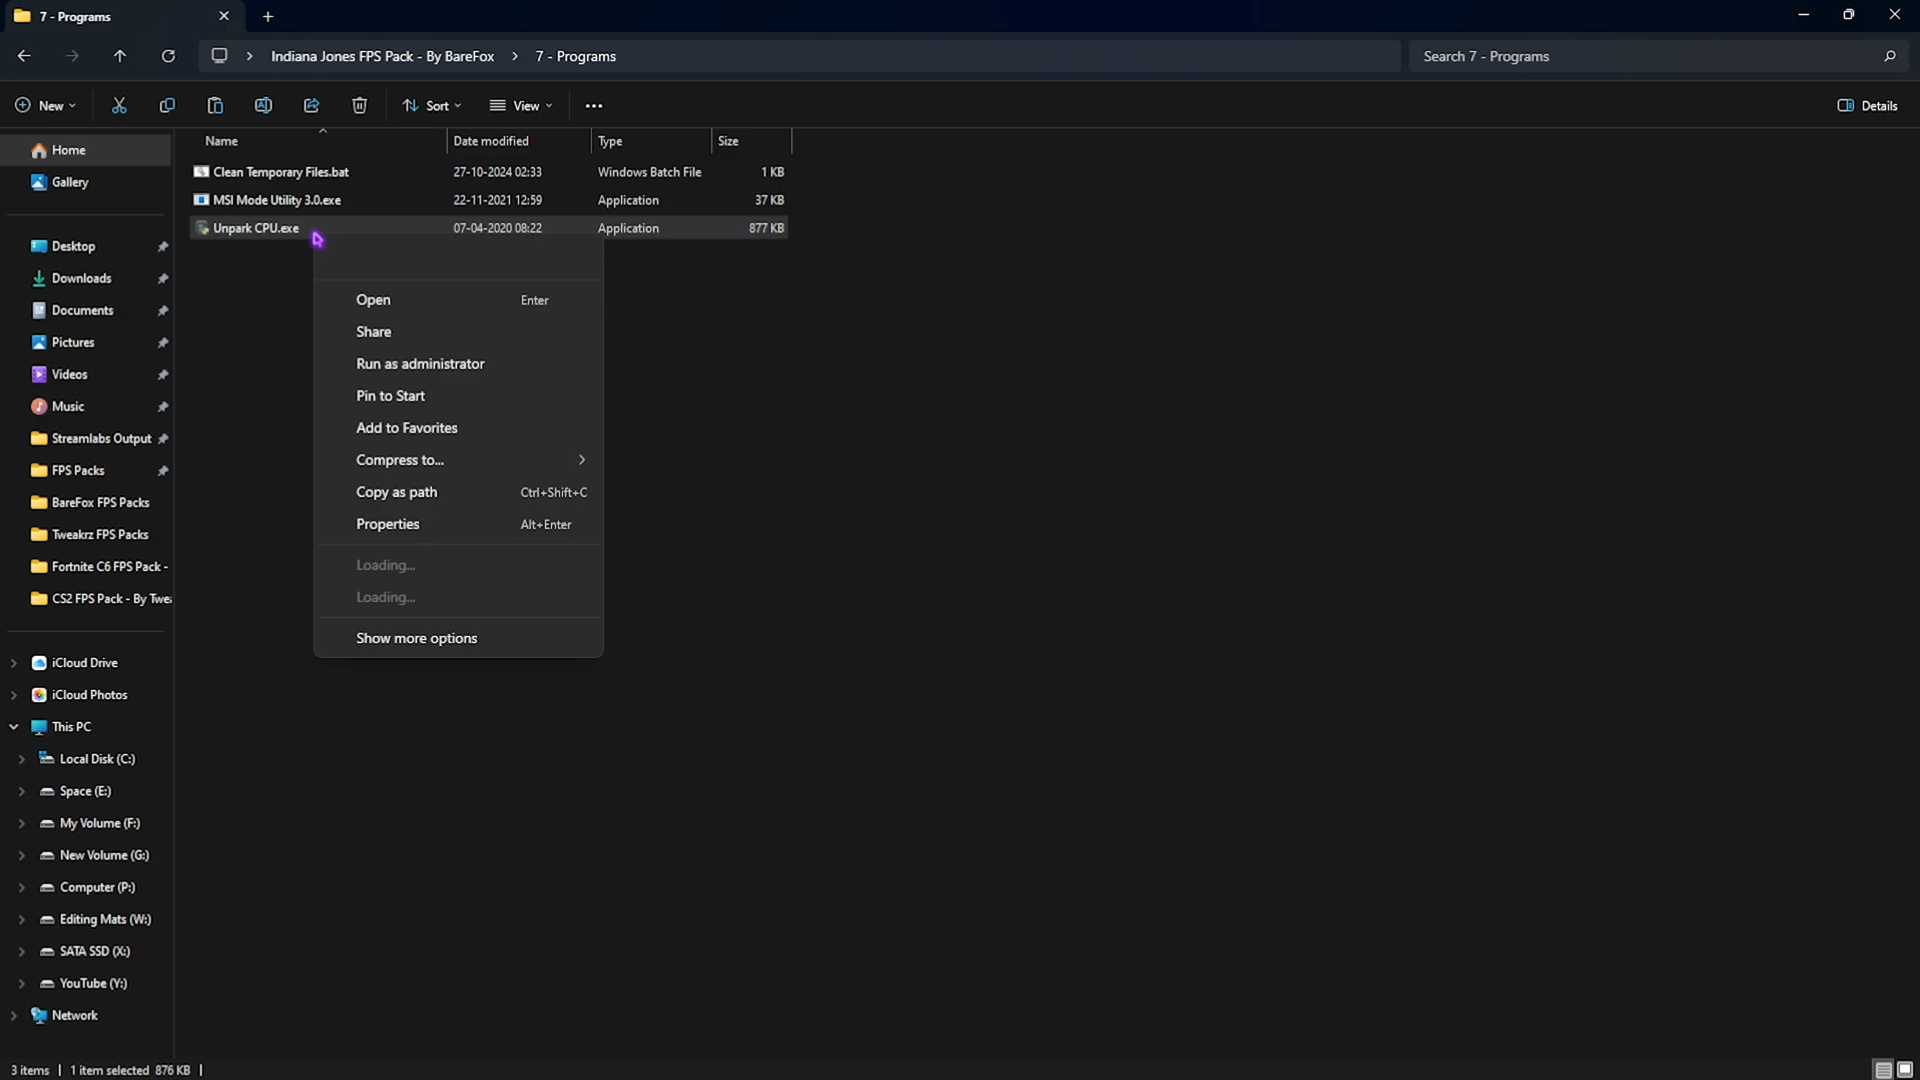 7 - Programs
Indiana Jones FPS Pack - By BareFox > 7 - Programs
Search 7 - Programs
New
Sort
View
Details
Name Date modified Type Size
Clean Temporary Files.bat 27-10-2024 02:33 Windows Batch File 1 KB
MSI Mode Utility 3.0.exe 22-11-2021 12:59 Application 37 KB
Unpark CPU.exe 07-04-2020 08:22 Application 877 KB
Open Enter
Share
Run as administrator
Pin to Start
Add to Favorites
Compress to...
Copy as path Ctrl+Shift+C
Properties Alt+Enter
Loading...
Loading...
Show more options
Home
Gallery
Desktop
Downloads
Documents
Pictures
Videos
Music
Streamlabs Output
FPS Packs
BareFox FPS Packs
Tweakrz FPS Packs
Fortnite C6 FPS Pack -
CS2 FPS Pack - By Twea
iCloud Drive
iCloud Photos
This PC
Local Disk (C:)
Space (E:)
My Volume (F:)
New Volume (G:)
Computer (P:)
Editing Mats (W:)
SATA SSD (X:)
YouTube (Y:)
Network
3 items | 1 item selected 876 KB |